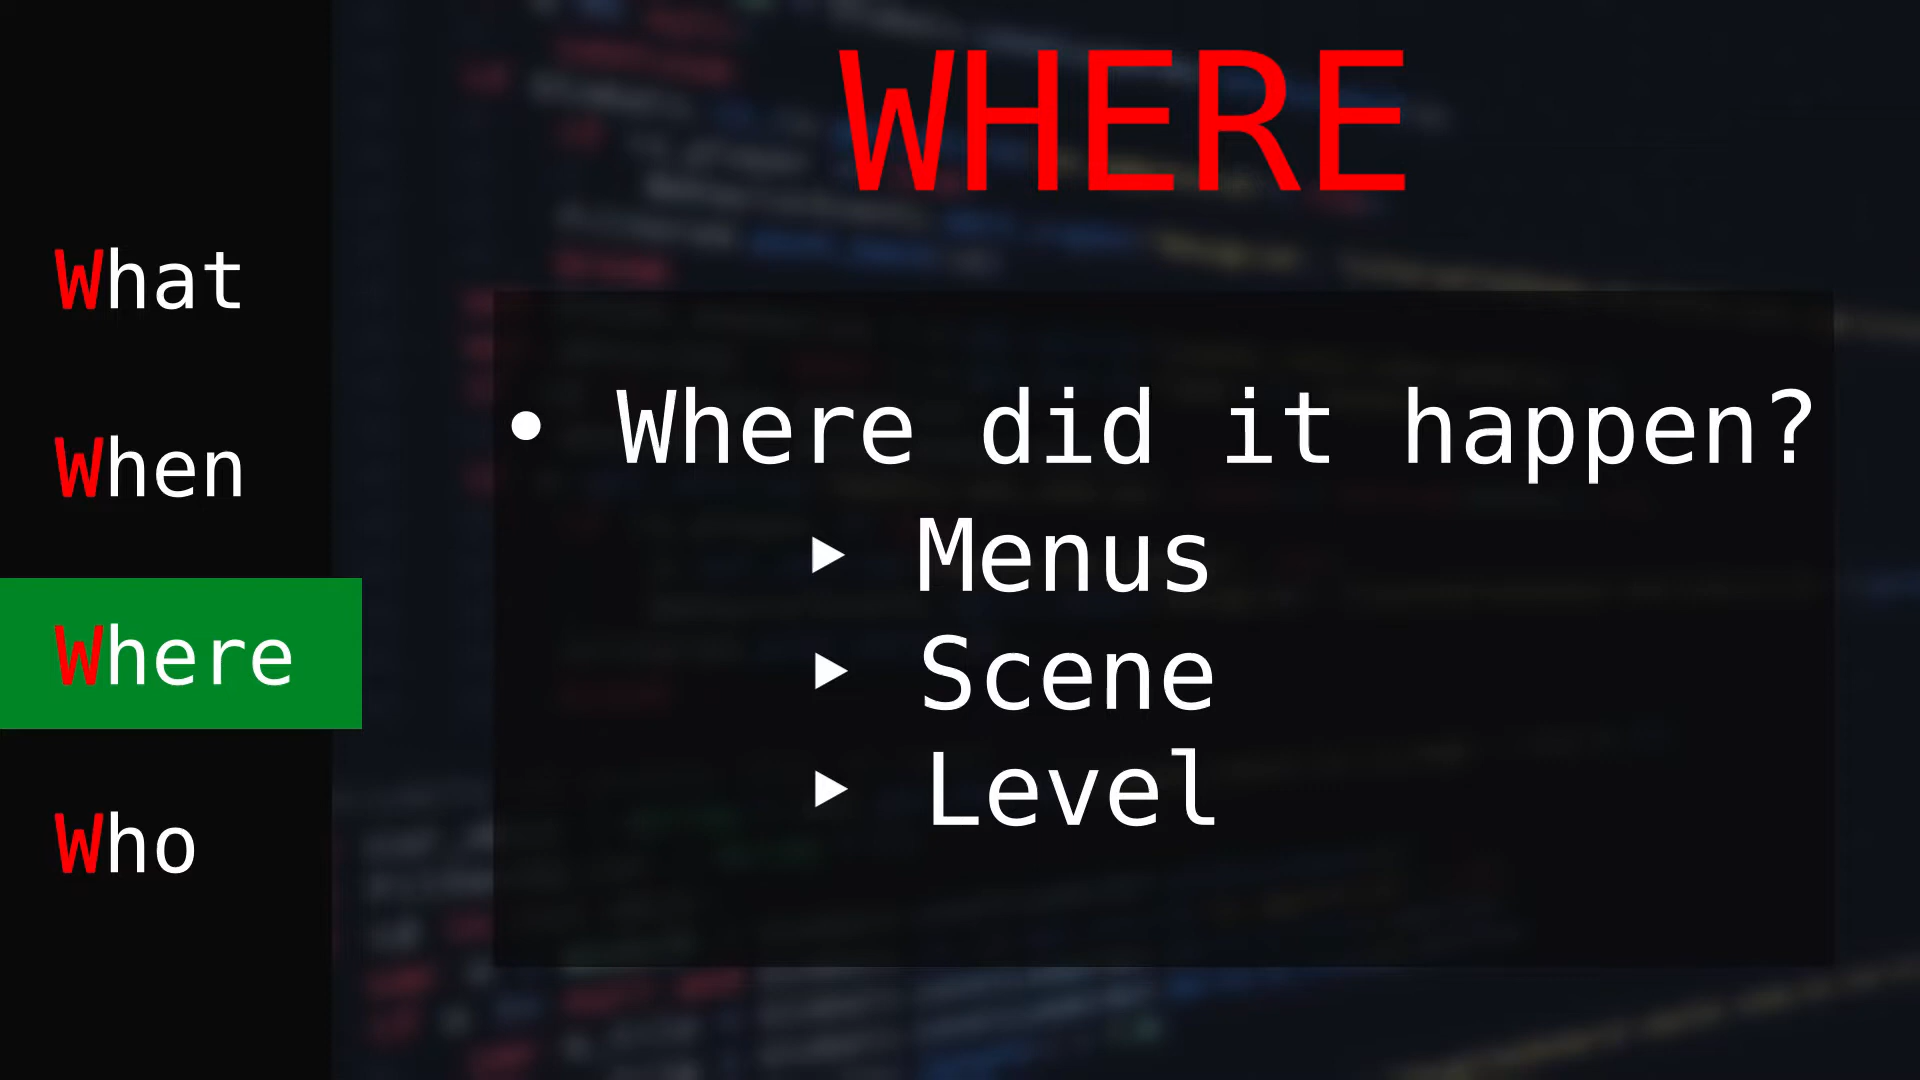 WHERE
What
When
Where
Who
• Where did it happen?
‣ Menus
‣ Scene
‣ Level